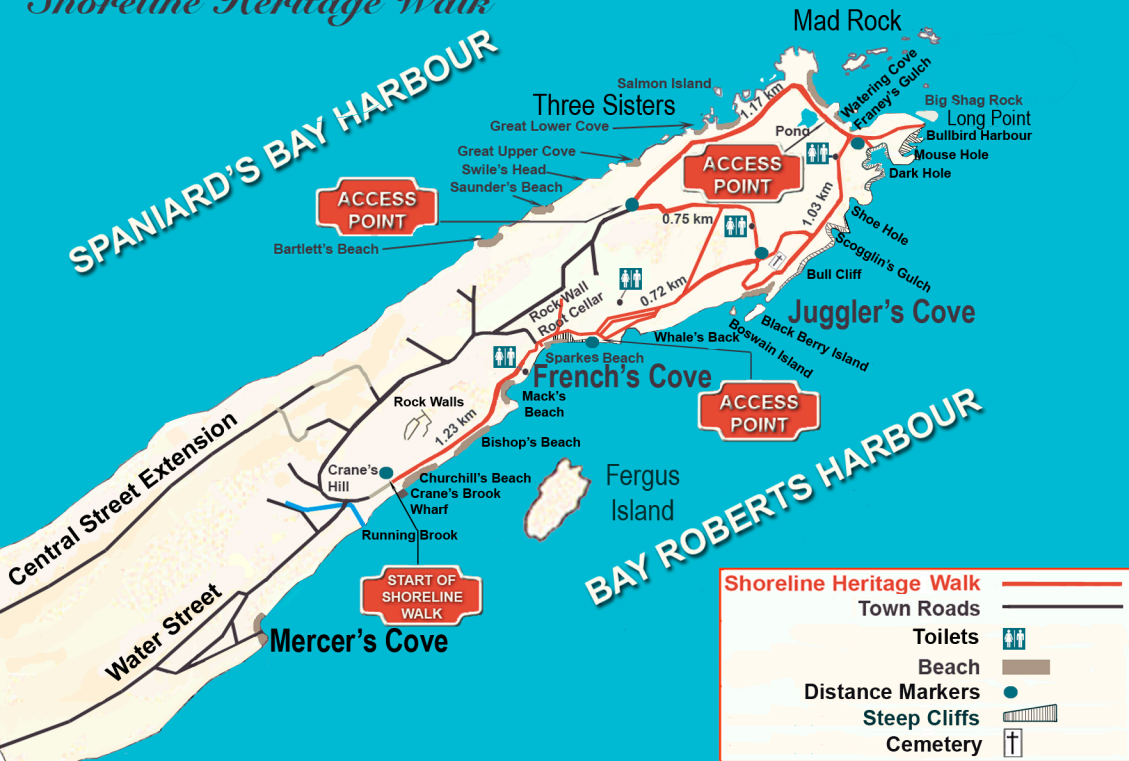 Shoreline Heritage Walk
Mad Rock
SPANIARD'S BAY HARBOUR
Salmon Island
Three Sisters
Great Lower Cove
1.17 km
Watering Cove
Franey's Gulch
Big Shag Rock
Long Point
Bullbird Harbour
Pond
Mouse Hole
Dark Hole
Great Upper Cove
Swile's Head
Saunder's Beach
ACCESS
POINT
ACCESS
POINT
0.75 km
1.03 km
Shoe Hole
Scogglin's Gulch
Bartlett's Beach
Bull Cliff
Rock Wall
Root Cellar
0.72 km
Juggler's Cove
Black Berry Island
Boswain Island
Whale's Back
Sparkes Beach
French's Cove
ACCESS
POINT
Mack's
Beach
Rock Walls
1.23 km
Bishop's Beach
BAY ROBERTS HARBOUR
Central Street Extension
Crane's
Hill
Churchill's Beach
Crane's Brook
Wharf
Fergus
Island
Running Brook
START OF
SHORELINE
WALK
Water Street
Mercer's Cove
Shoreline Heritage Walk
Town Roads
Toilets
Beach
Distance Markers
Steep Cliffs
Cemetery